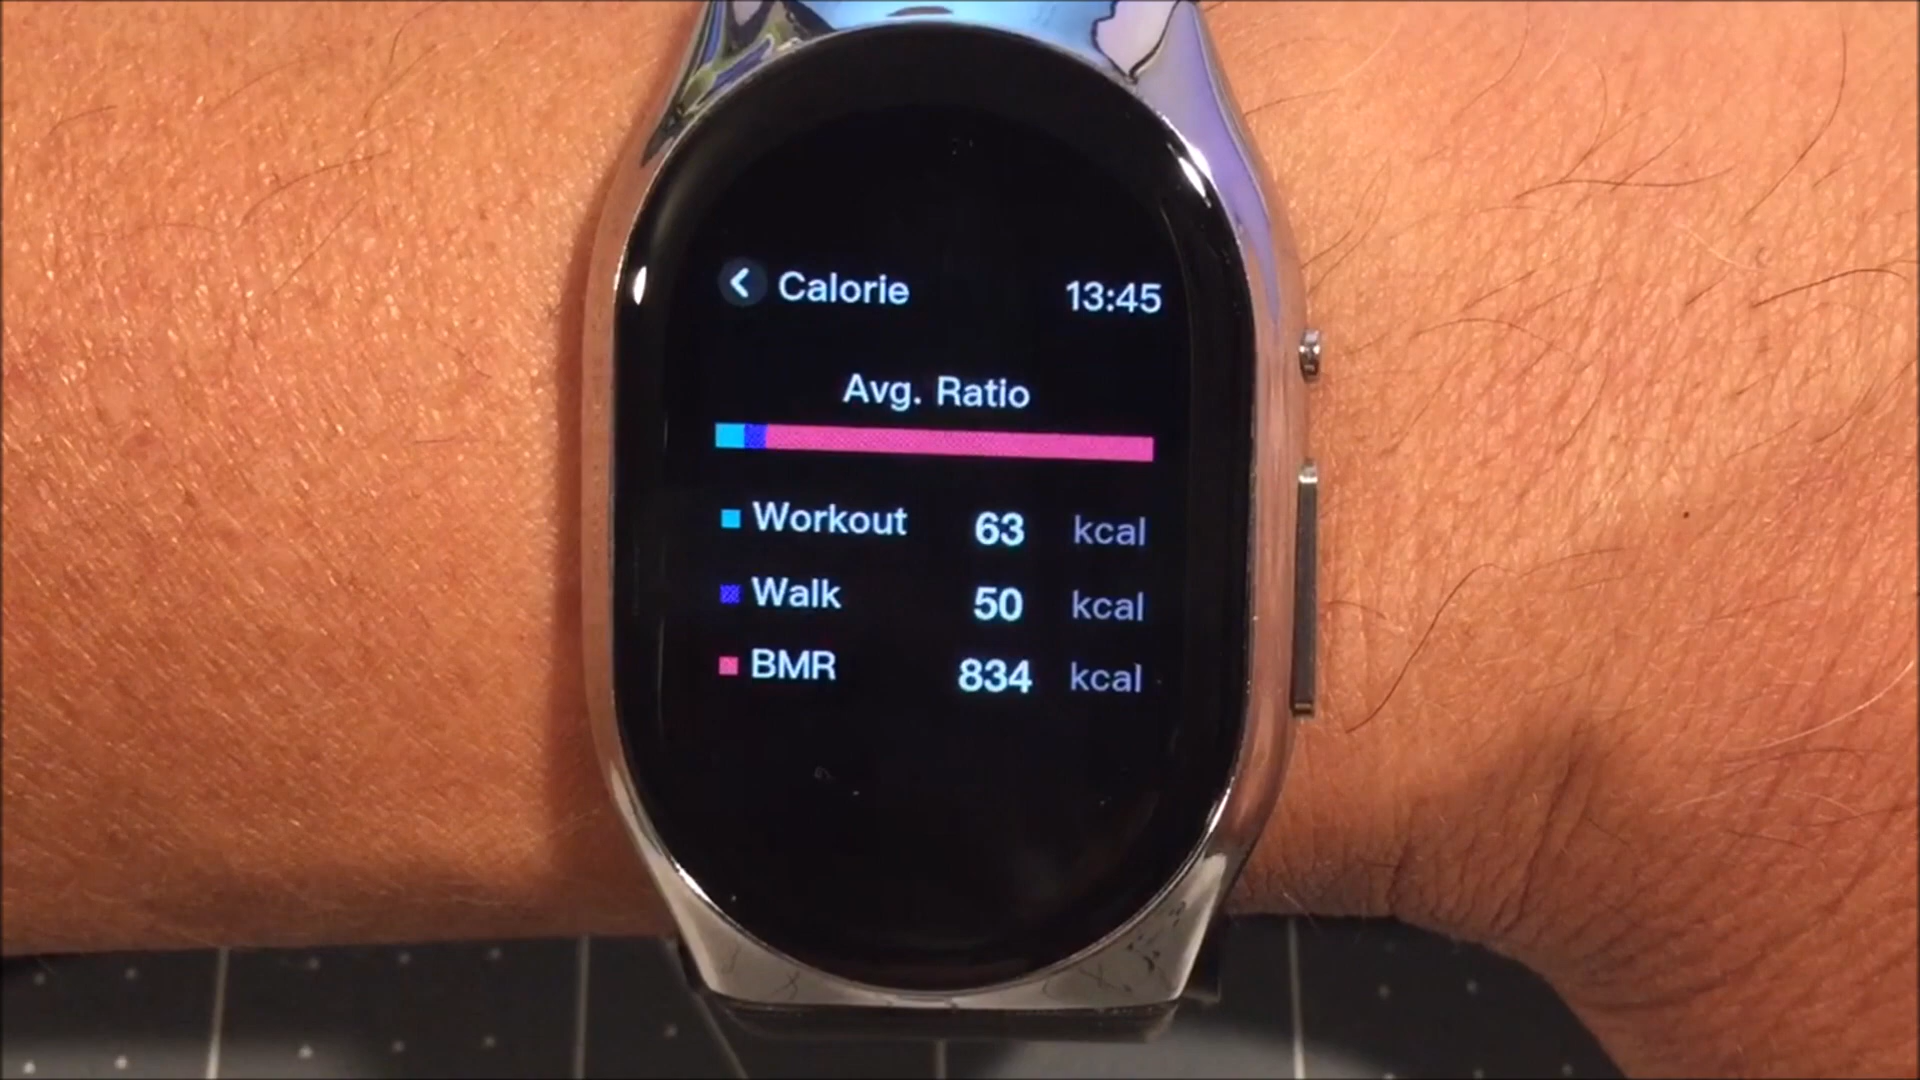 Calorie 13:45
Avg. Ratio
Workout 63 kcal
Walk 50 kcal
BMR 834 kcal